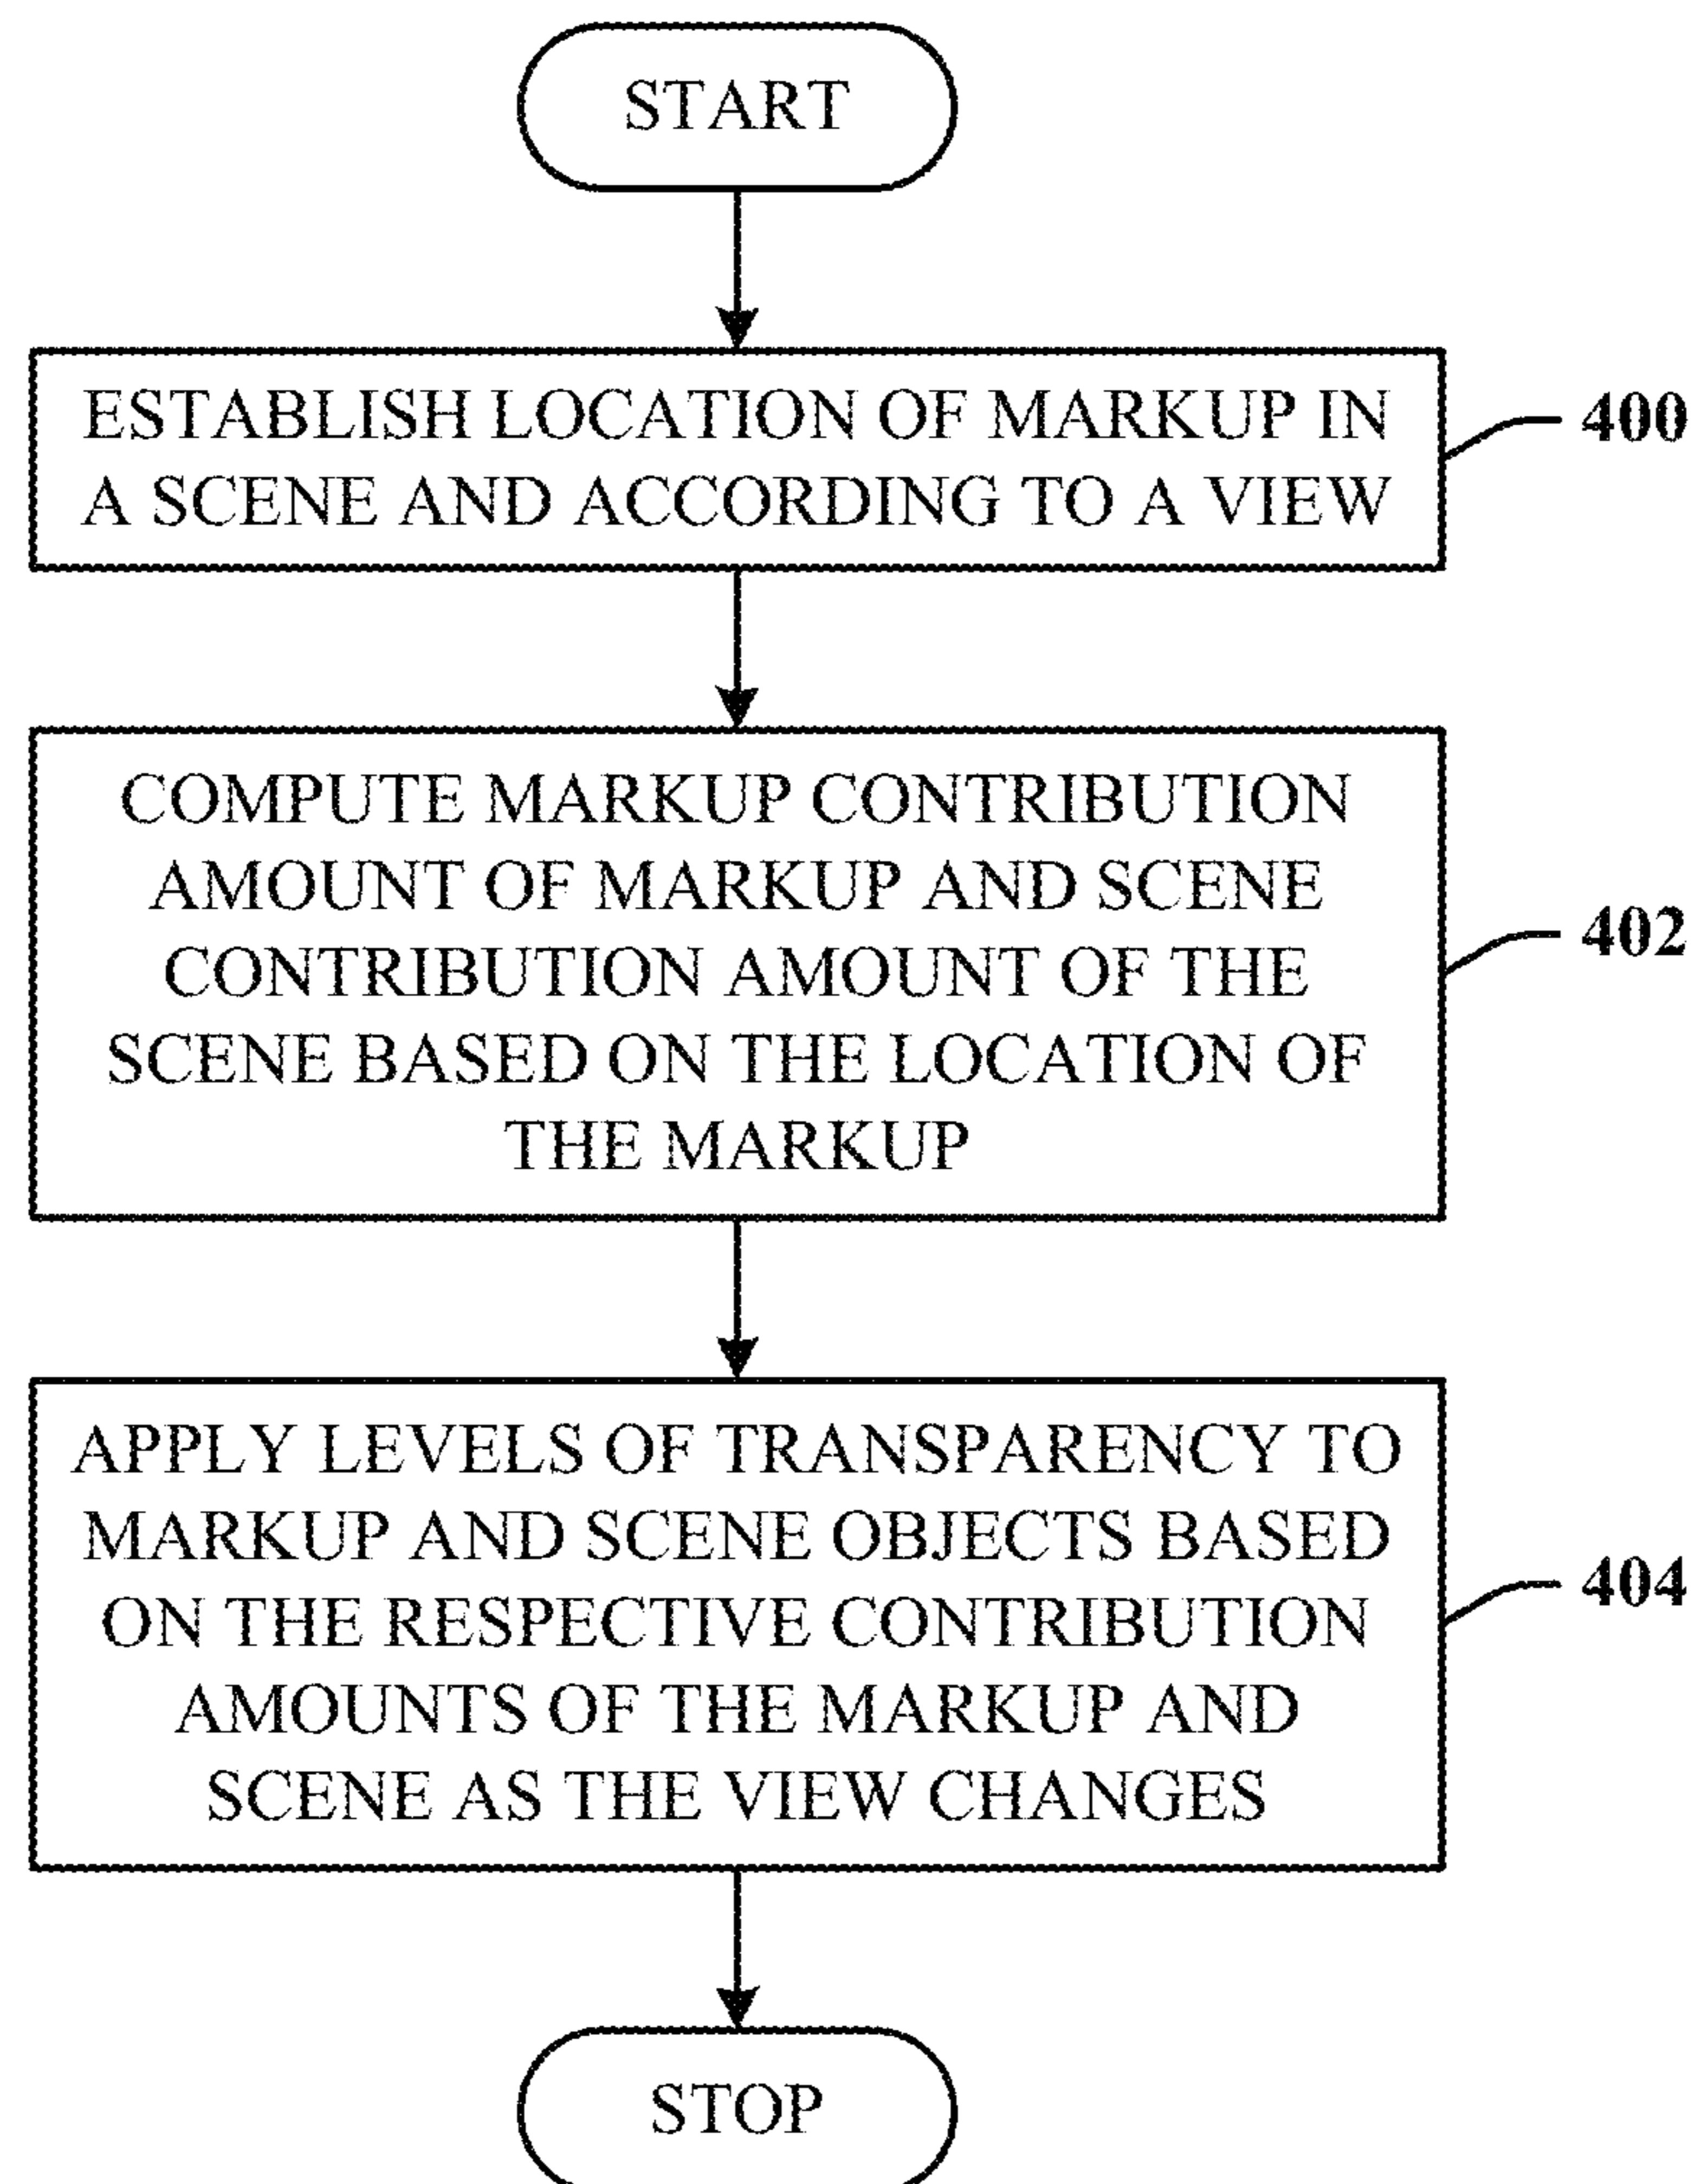 START
ESTABLISH LOCATION OF MARKUP IN
A SCENE AND ACCORDING TO A VIEW
400
COMPUTE MARKUP CONTRIBUTION
AMOUNT OF MARKUP AND SCENE
CONTRIBUTION AMOUNT OF THE
SCENE BASED ON THE LOCATION OF
THE MARKUP
402
APPLY LEVELS OF TRANSPARENCY TO
MARKUP AND SCENE OBJECTS BASED
ON THE RESPECTIVE CONTRIBUTION
AMOUNTS OF THE MARKUP AND
SCENE AS THE VIEW CHANGES
404
STOP